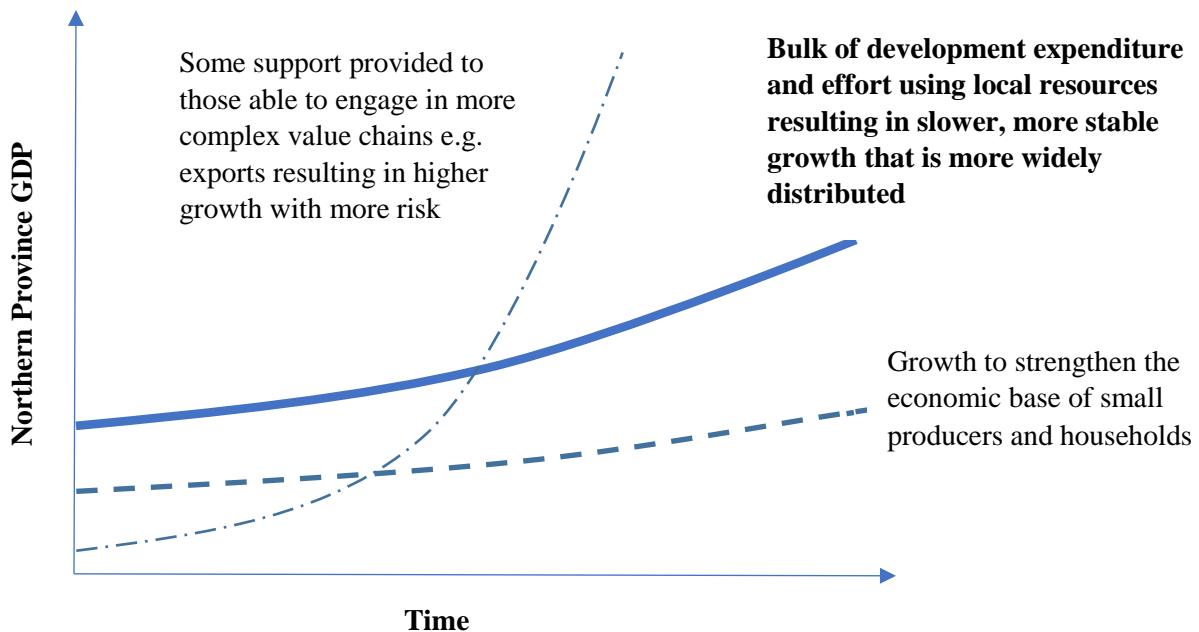 Some support provided to
those able to engage in more
complex value chains e.g.
exports resulting in higher
growth with more risk
Bulk of development expenditure
and effort using local resources
resulting in slower, more stable
growth that is more widely
distributed
Northern Province GDP
Growth to strengthen the
economic base of small
producers and households
Time